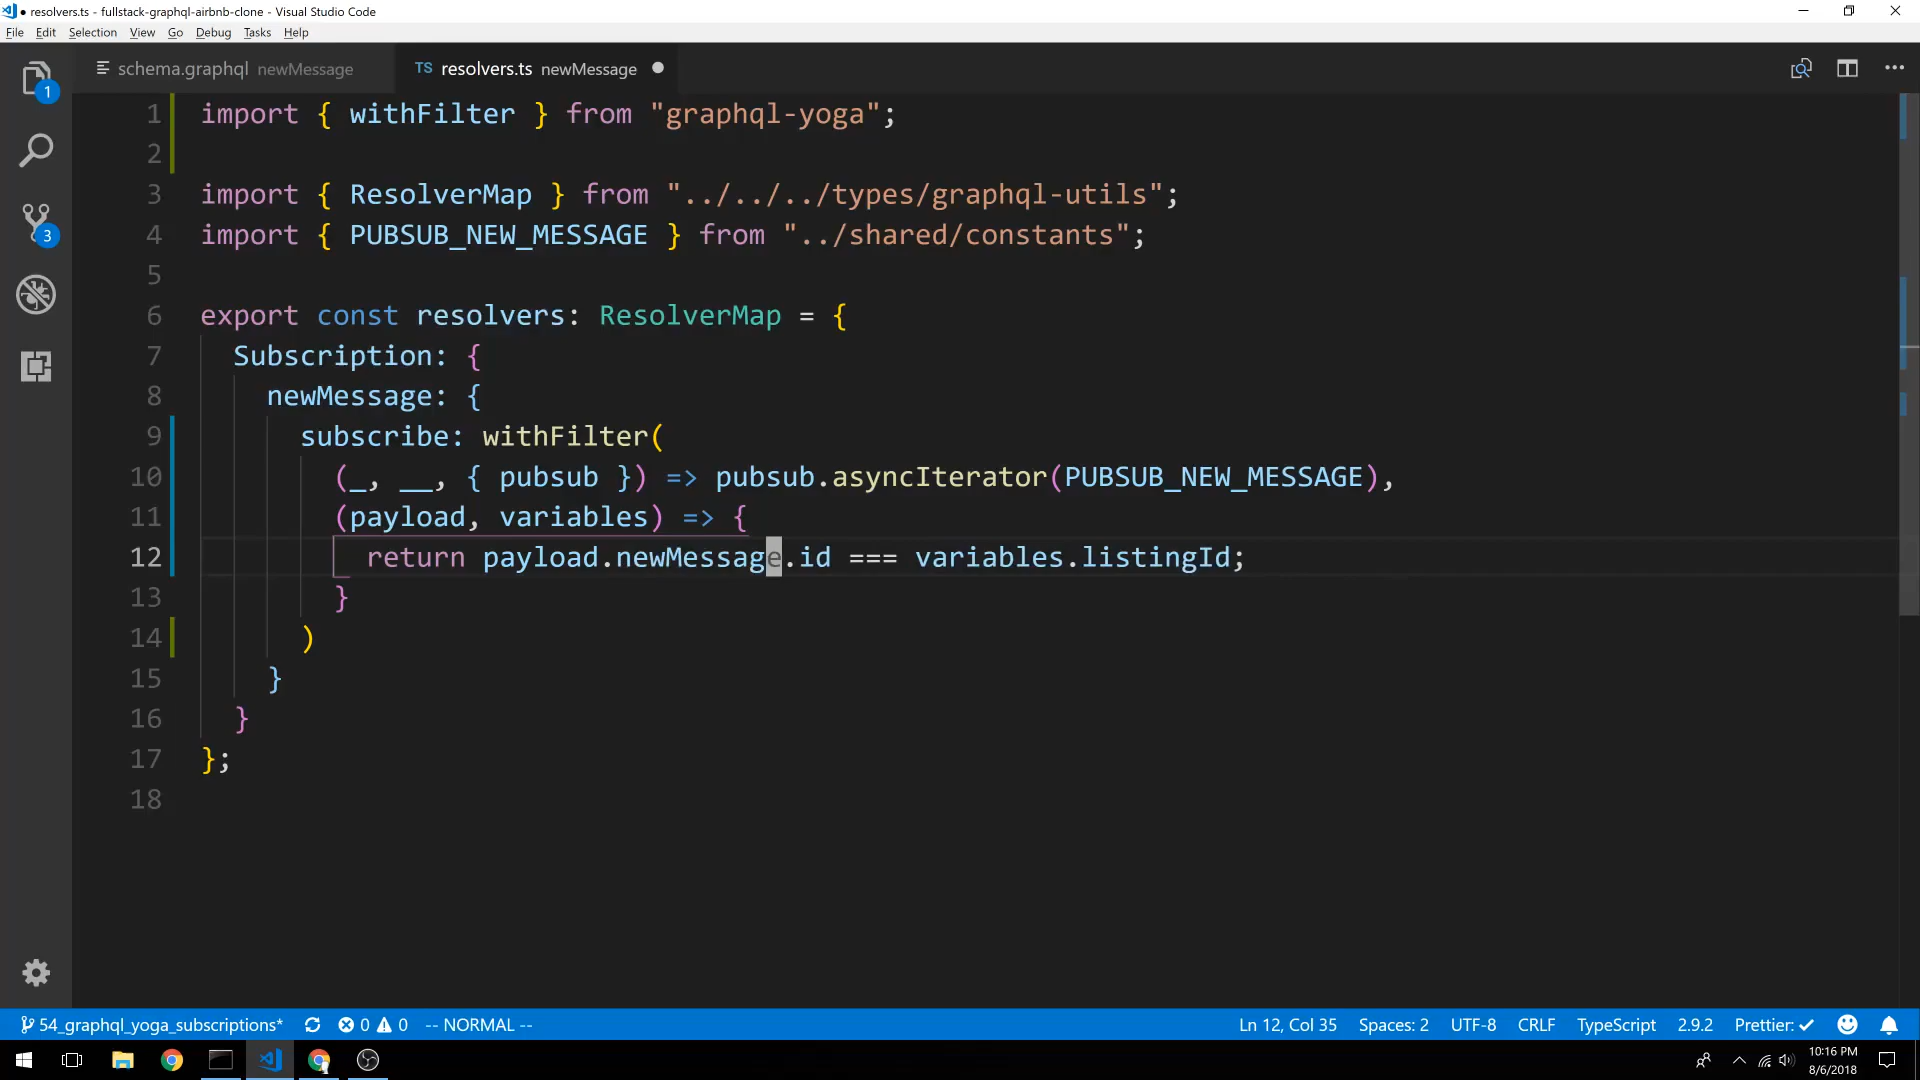 ● resolvers.ts - fullstack-graphql-airbnb-clone - Visual Studio Code
File Edit Selection View Go Debug Tasks Help
schema.graphql newMessage
TS resolvers.ts newMessage ●
1
3
1 import { withFilter } from "graphql-yoga";
2
3 import { ResolverMap } from "../../../types/graphql-utils";
4 import { PUBSUB_NEW_MESSAGE } from "../shared/constants";
5
6 export const resolvers: ResolverMap = {
7 Subscription: {
8 newMessage: {
9 subscribe: withFilter(
10 (_, __, { pubsub }) => pubsub.asyncIterator(PUBSUB_NEW_MESSAGE),
11 (payload, variables) => {
12 return payload.newMessage.id === variables.listingId;
13 }
14 )
15 }
16 }
17 };
18
54_graphql_yoga_subscriptions* 0 0 -- NORMAL -- Ln 12, Col 35 Spaces: 2 UTF-8 CRLF TypeScript 2.9.2 Prettier: ✓
10:16 PM
8/6/2018